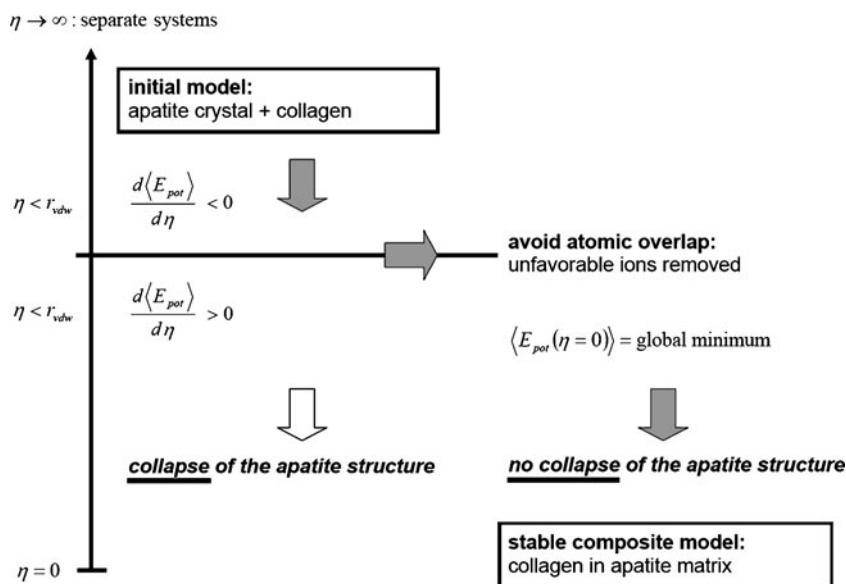 η → ∞ : separate systems
initial model:
apatite crystal + collagen
η < r_vdw
d⟨E_pot⟩/dη < 0
avoid atomic overlap:
unfavorable ions removed
η < r_vdw
d⟨E_pot⟩/dη > 0
⟨E_pot(η = 0)⟩ = global minimum
collapse of the apatite structure
no collapse of the apatite structure
stable composite model:
collagen in apatite matrix
η = 0